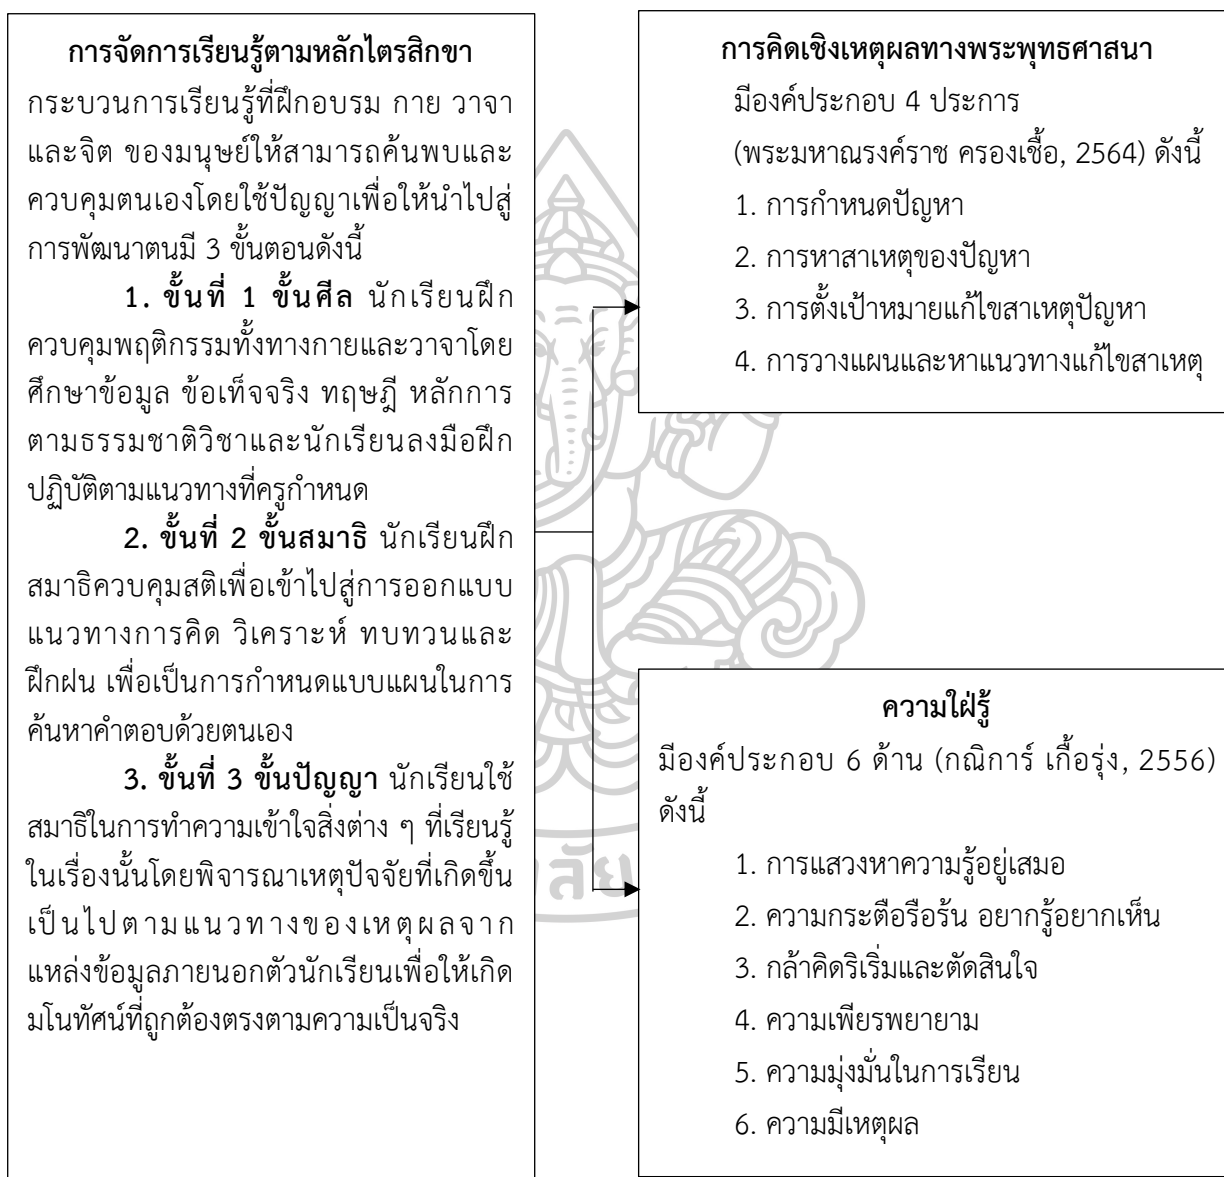 การจัดการเรียนรู้ตามหลักไตรสิกขา
กระบวนการเรียนรู้ที่ฝึกอบรม กาย วาจา
และจิต ของมนุษย์ให้สามารถค้นพบและ
ควบคุมตนเองโดยใช้ปัญญาเพื่อให้นำไปสู่
การพัฒนาตนมี 3 ขั้นตอนดังนี้
1. ขั้นที่ 1 ขั้นศีล นักเรียนฝึก
ควบคุมพฤติกรรมทั้งทางกายและวาจาโดย
ศึกษาข้อมูล ข้อเท็จจริง ทฤษฎี หลักการ
ตามธรรมชาติวิชาและนักเรียนลงมือฝึก
ปฏิบัติตามแนวทางที่ครูกำหนด
2. ขั้นที่ 2 ขั้นสมาธิ นักเรียนฝึก
สมาธิควบคุมสติเพื่อเข้าไปสู่การออกแบบ
แนวทางการคิด วิเคราะห์ ทบทวนและ
ฝึกฝน เพื่อเป็นการกำหนดแบบแผนในการ
ค้นหาคำตอบด้วยตนเอง
3. ขั้นที่ 3 ขั้นปัญญา นักเรียนใช้
สมาธิในการทำความเข้าใจสิ่งต่าง ๆ ที่เรียนรู้
ในเรื่องนั้นโดยพิจารณาเหตุปัจจัยที่เกิดขึ้น
เป็นไปตามแนวทางของเหตุผลจาก
แหล่งข้อมูลภายนอกตัวนักเรียนเพื่อให้เกิด
มโนทัศน์ที่ถูกต้องตรงตามความเป็นจริง
การคิดเชิงเหตุผลทางพระพุทธศาสนา
มีองค์ประกอบ 4 ประการ
(พระมหาณรงค์ราช ครองเชื้อ, 2564) ดังนี้
1. การกำหนดปัญหา
2. การหาสาเหตุของปัญหา
3. การตั้งเป้าหมายแก้ไขสาเหตุปัญหา
4. การวางแผนและหาแนวทางแก้ไขสาเหตุ
ความใฝ่รู้
มีองค์ประกอบ 6 ด้าน (กณิการ์ เกื้อรุ่ง, 2556)
ดังนี้
1. การแสวงหาความรู้อยู่เสมอ
2. ความกระตือรือร้น อยากรู้อยากเห็น
3. กล้าคิดริเริ่มและตัดสินใจ
4. ความเพียรพยายาม
5. ความมุ่งมั่นในการเรียน
6. ความมีเหตุผล